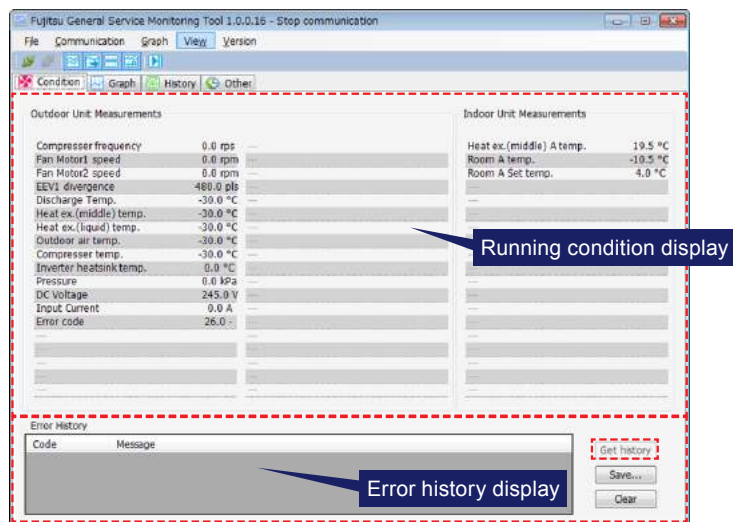 Fujitsu General Service Monitoring Tool 1.0.0.16 - Stop communication
File Communication Graph View Version
Condition Graph History Other
Outdoor Unit Measurements Indoor Unit Measurements
Compresser frequency 0.0 rps --- Heat ex.(middle) A temp. 19.5 °C
Fan Motor1 speed 0.0 rpm --- Room A temp. -10.5 °C
Fan Motor2 speed 0.0 rpm --- Room A Set temp. 4.0 °C
EEV1 divergence 480.0 pls --- ---
Discharge Temp. -30.0 °C --- ---
Heat ex.(middle) temp. -30.0 °C --- ---
Heat ex.(liquid) temp. -30.0 °C --- ---
Outdoor air temp. -30.0 °C --- ---
Compresser temp. -30.0 °C --- ---
Running condition display
Inverter heatsink temp. 0.0 °C --- ---
Pressure 0.0 kPa --- ---
DC Voltage 245.0 V --- ---
Input Current 0.0 A --- ---
Error code 26.0 - --- ---
--- --- ---
--- --- ---
--- --- ---
--- --- ---
--- --- ---
Error History
Code Message
Get history
Save...
Error history display
Clear